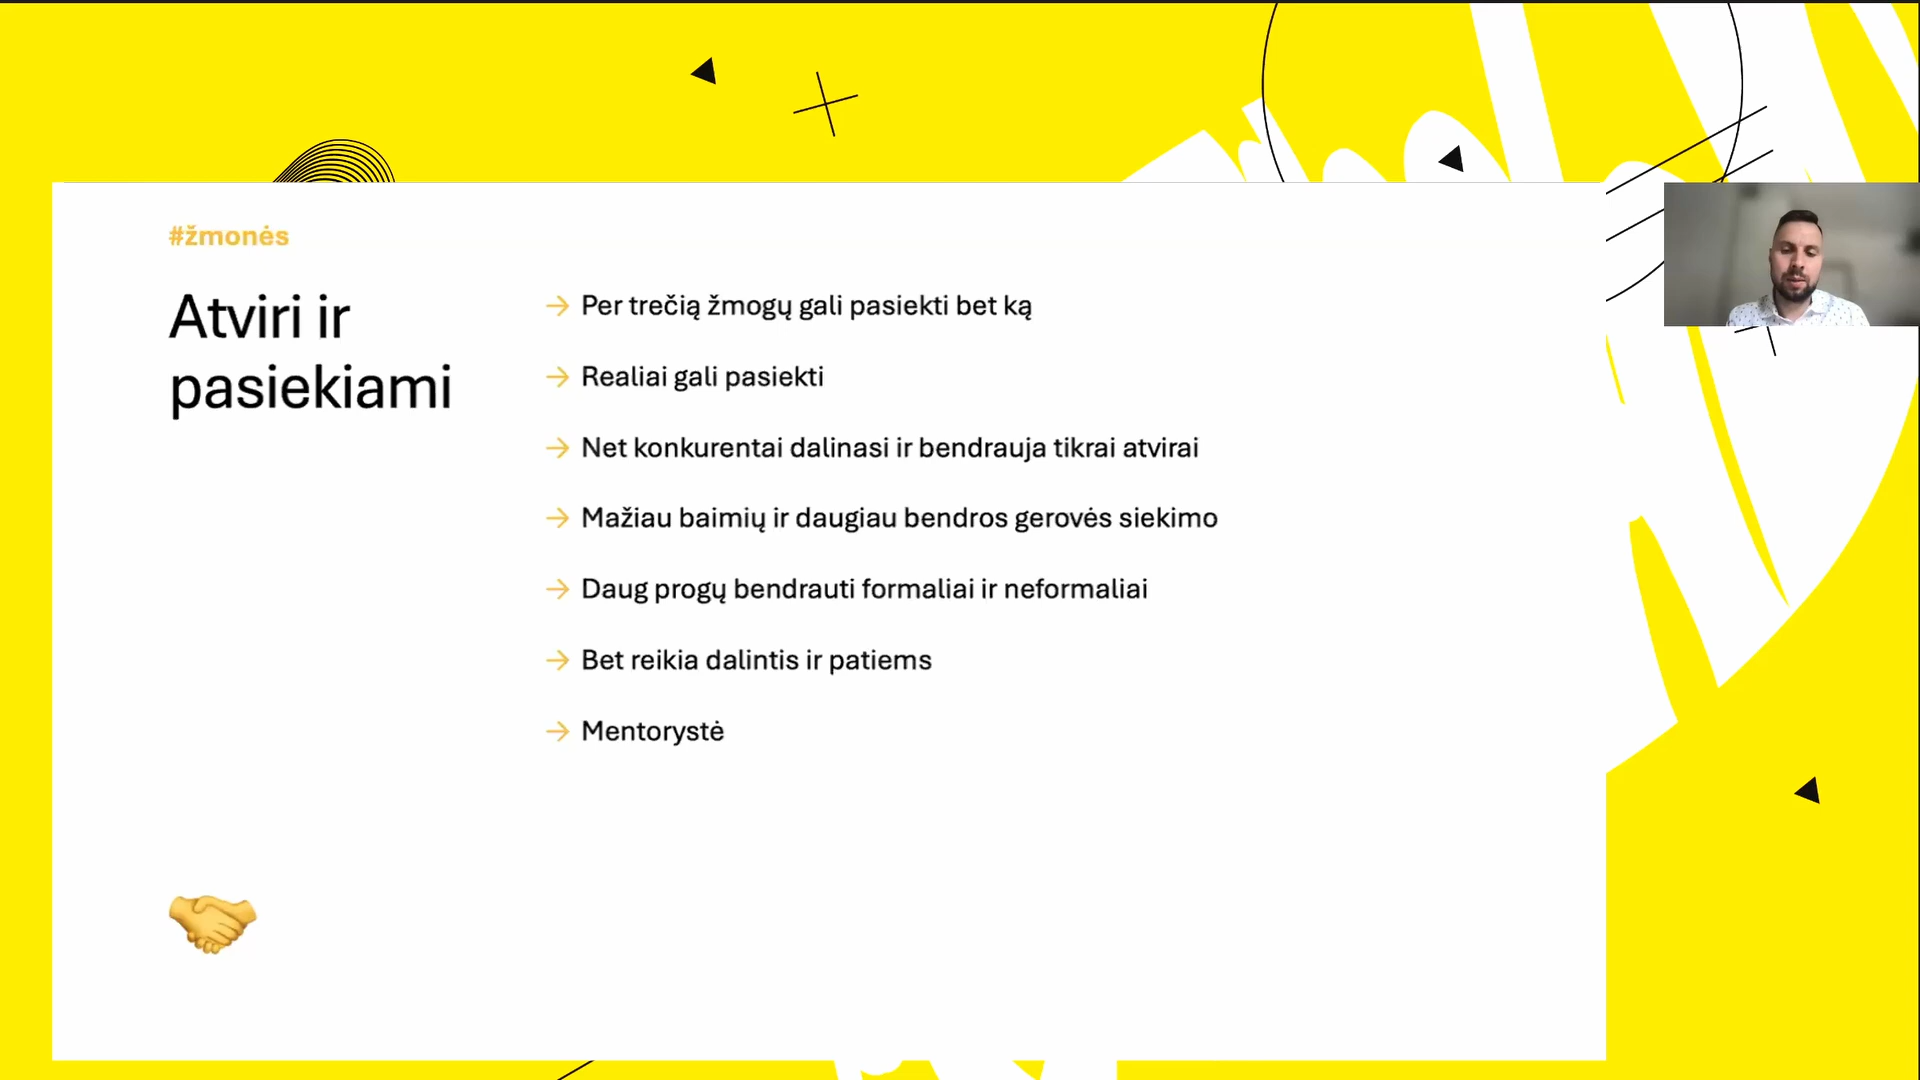 #žmonės
Atviri ir
pasiekiami
Per trečią žmogų gali pasiekti bet ką
Realiai gali pasiekti
Net konkurentai dalinasi ir bendrauja tikrai atvirai
Mažiau baimių ir daugiau bendros gerovės siekimo
Daug progų bendrauti formaliai ir neformaliai
Bet reikia dalintis ir patiems
Mentorystė